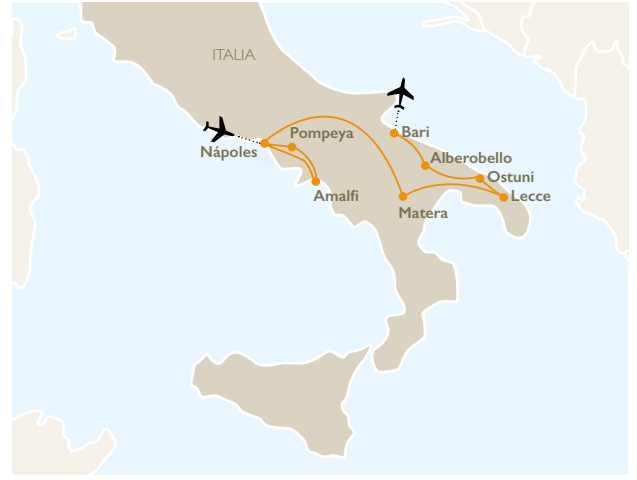 ITALIA
Bari
Pompeya
Nápoles
Alberobello
Ostuni
Amalfi
Lecce
Matera